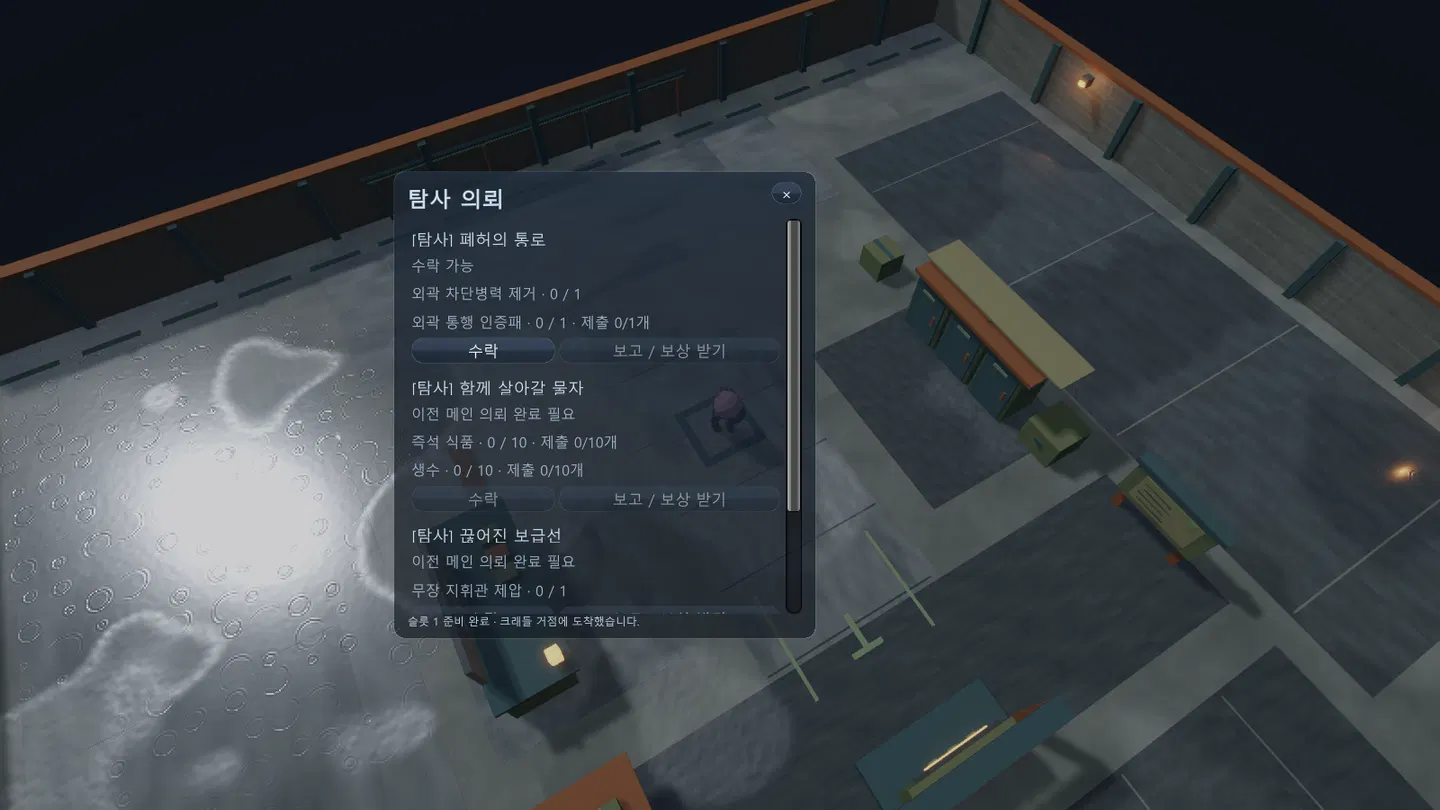 탐사 의뢰
×
[탐사] 폐허의 통로
수락 가능
외곽 차단병력 제거 · 0 / 1
외곽 통행 인증패 · 0 / 1 · 제출 0/1개
수락
보고 / 보상 받기
[탐사] 함께 살아갈 물자
이전 메인 의뢰 완료 필요
즉석 식품 · 0 / 10 · 제출 0/10개
생수 · 0 / 10 · 제출 0/10개
수락
보고 / 보상 받기
[탐사] 끊어진 보급선
이전 메인 의뢰 완료 필요
무장 지휘관 제압 · 0 / 1
슬롯 1 준비 완료 · 크래들 거점에 도착했습니다.